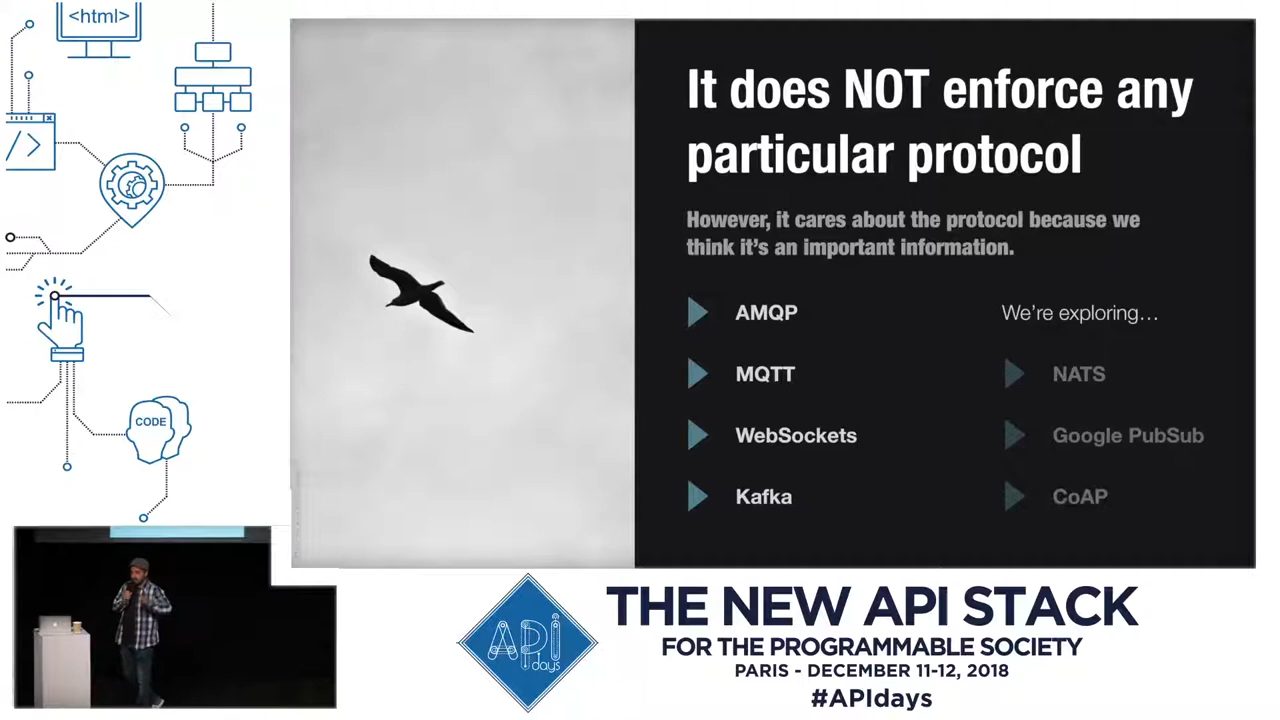 <html>
/>
CODE
It does NOT enforce any
particular protocol
However, it cares about the protocol because we
think it's an important information.
AMQP
MQTT
WebSockets
Kafka
We're exploring...
NATS
Google PubSub
CoAP
API
days
THE NEW API STACK
FOR THE PROGRAMMABLE SOCIETY
PARIS - DECEMBER 11-12, 2018
#APIdays